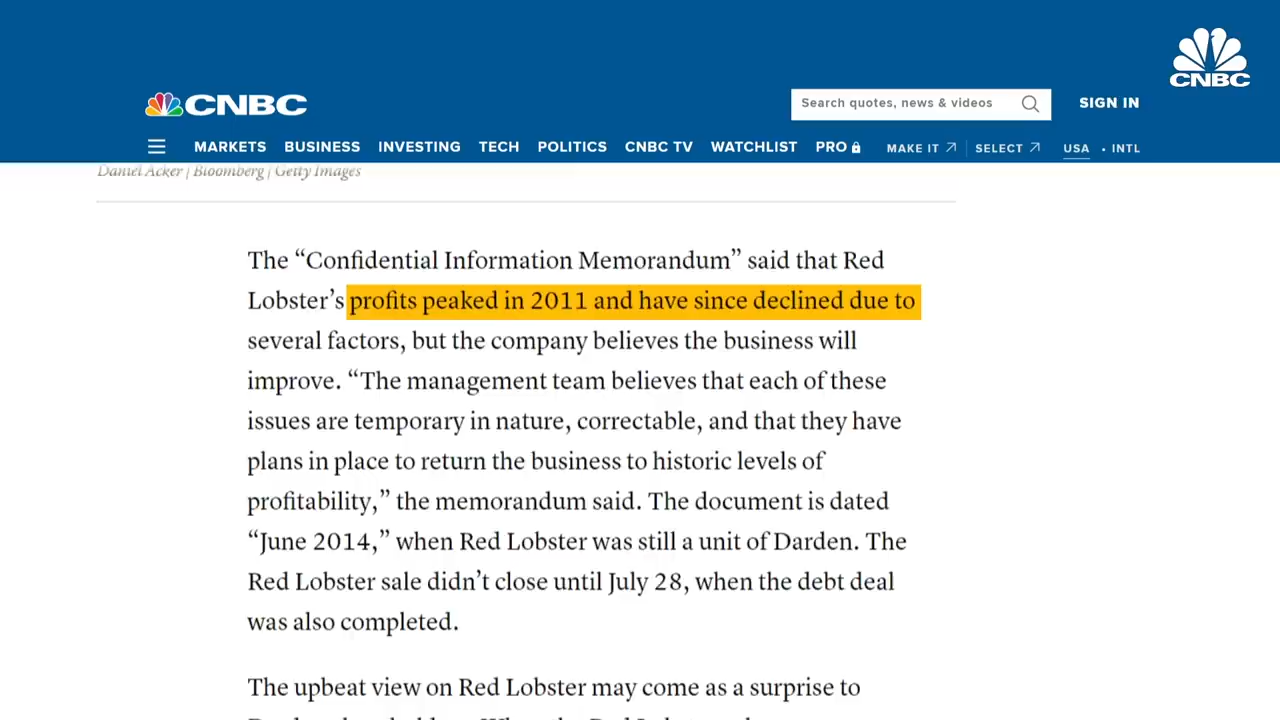 CNBC
CNBC
Search quotes, news & videos
SIGN IN
MARKETS BUSINESS INVESTING TECH POLITICS CNBC TV WATCHLIST PRO MAKE IT SELECT USA • INTL
Daniel Acker | Bloomberg | Getty Images
The “Confidential Information Memorandum” said that Red
Lobster’s profits peaked in 2011 and have since declined due to
several factors, but the company believes the business will
improve. “The management team believes that each of these
issues are temporary in nature, correctable, and that they have
plans in place to return the business to historic levels of
profitability,” the memorandum said. The document is dated
“June 2014,” when Red Lobster was still a unit of Darden. The
Red Lobster sale didn’t close until July 28, when the debt deal
was also completed.
The upbeat view on Red Lobster may come as a surprise to